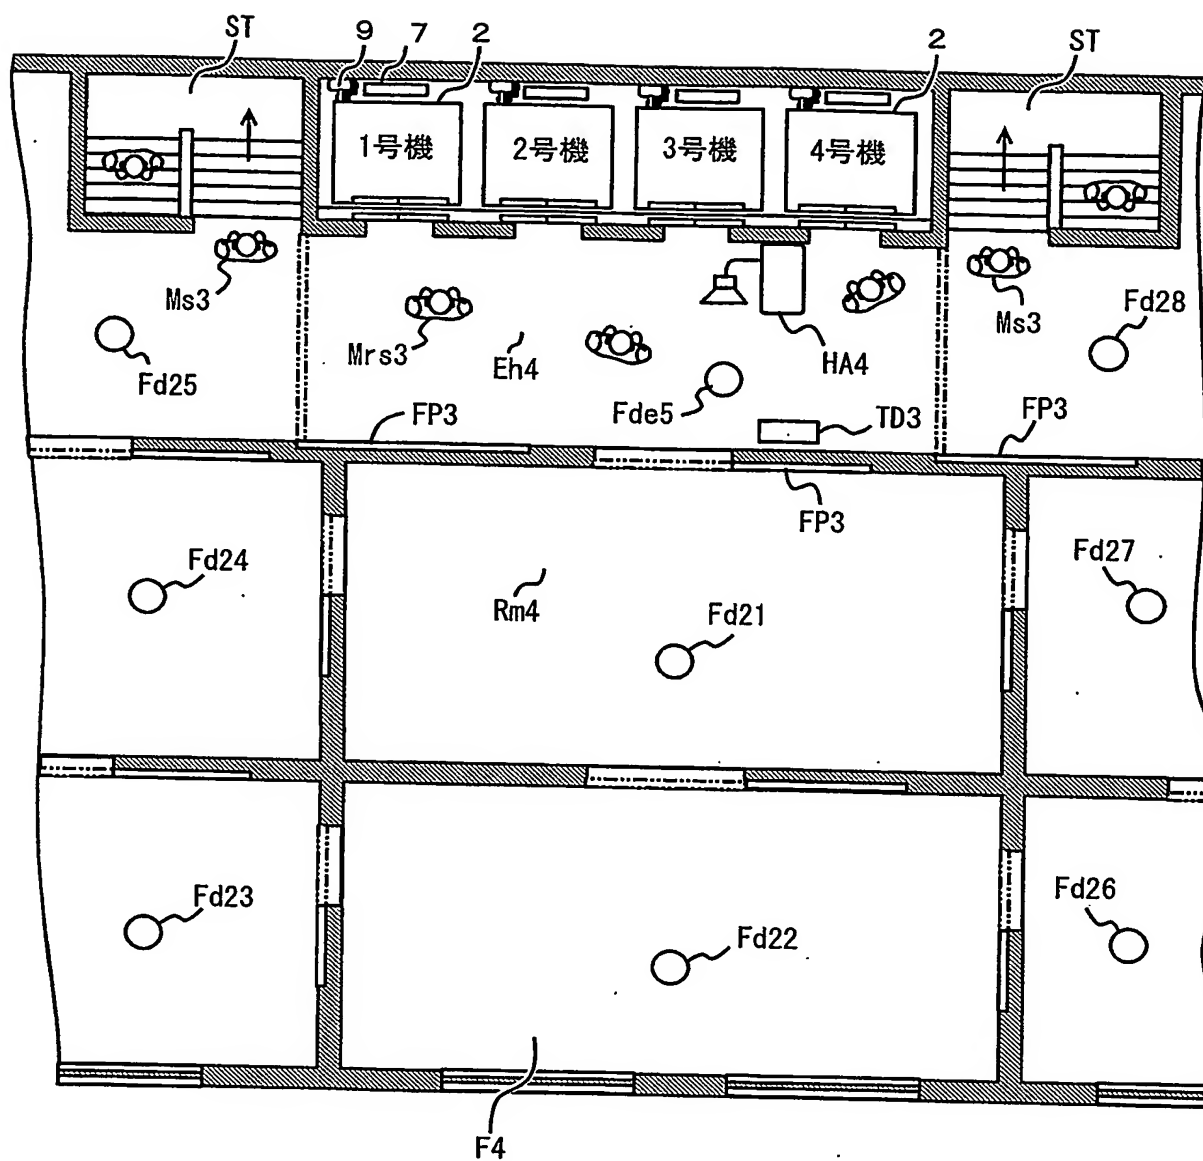 ST
9
7
2
2
ST
1号機
2号機
3号機
4号機
Ms3
Mrs3
Eh4
HA4
Ms3
Fd28
Fd25
Fde5
FP3
TD3
FP3
FP3
Fd24
Rm4
Fd21
Fd27
Fd23
Fd22
Fd26
F4